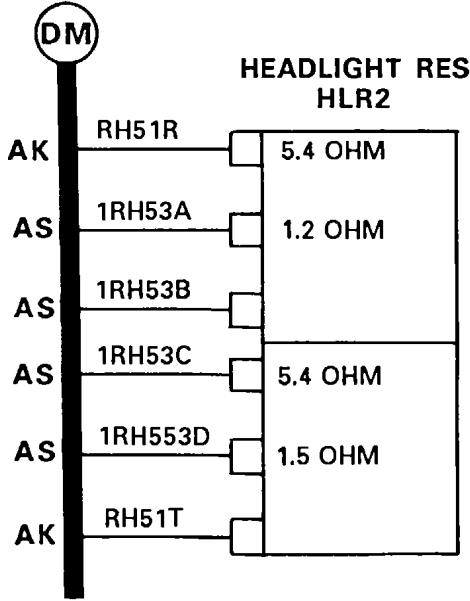 DM
HEADLIGHT RES
HLR2
AK RH51R 5.4 OHM
AS 1RH53A 1.2 OHM
AS 1RH53B
AS 1RH53C 5.4 OHM
AS 1RH553D 1.5 OHM
AK RH51T